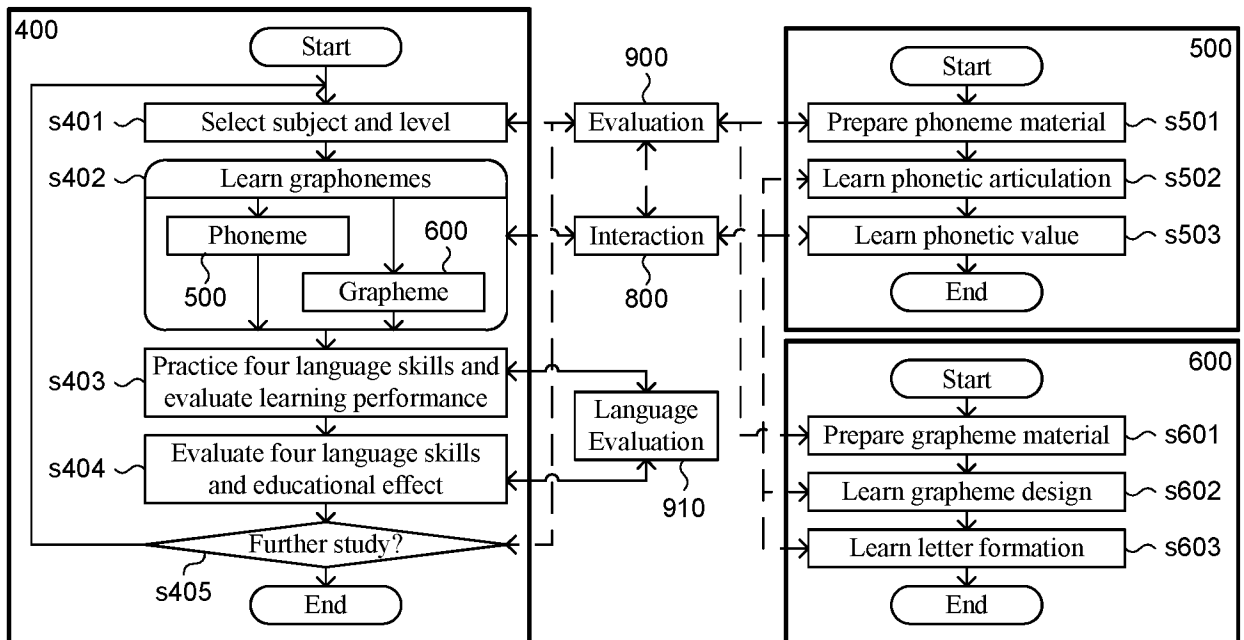 400
Start
s401
Select subject and level
s402
Learn graphonemes
Phoneme
500
600
Grapheme
s403
Practice four language skills and
evaluate learning performance
s404
Evaluate four language skills
and educational effect
Further study?
s405
End
900
Evaluation
Interaction
800
Language
Evaluation
910
500
Start
Prepare phoneme material
s501
Learn phonetic articulation
s502
Learn phonetic value
s503
End
600
Start
Prepare grapheme material
s601
Learn grapheme design
s602
Learn letter formation
s603
End